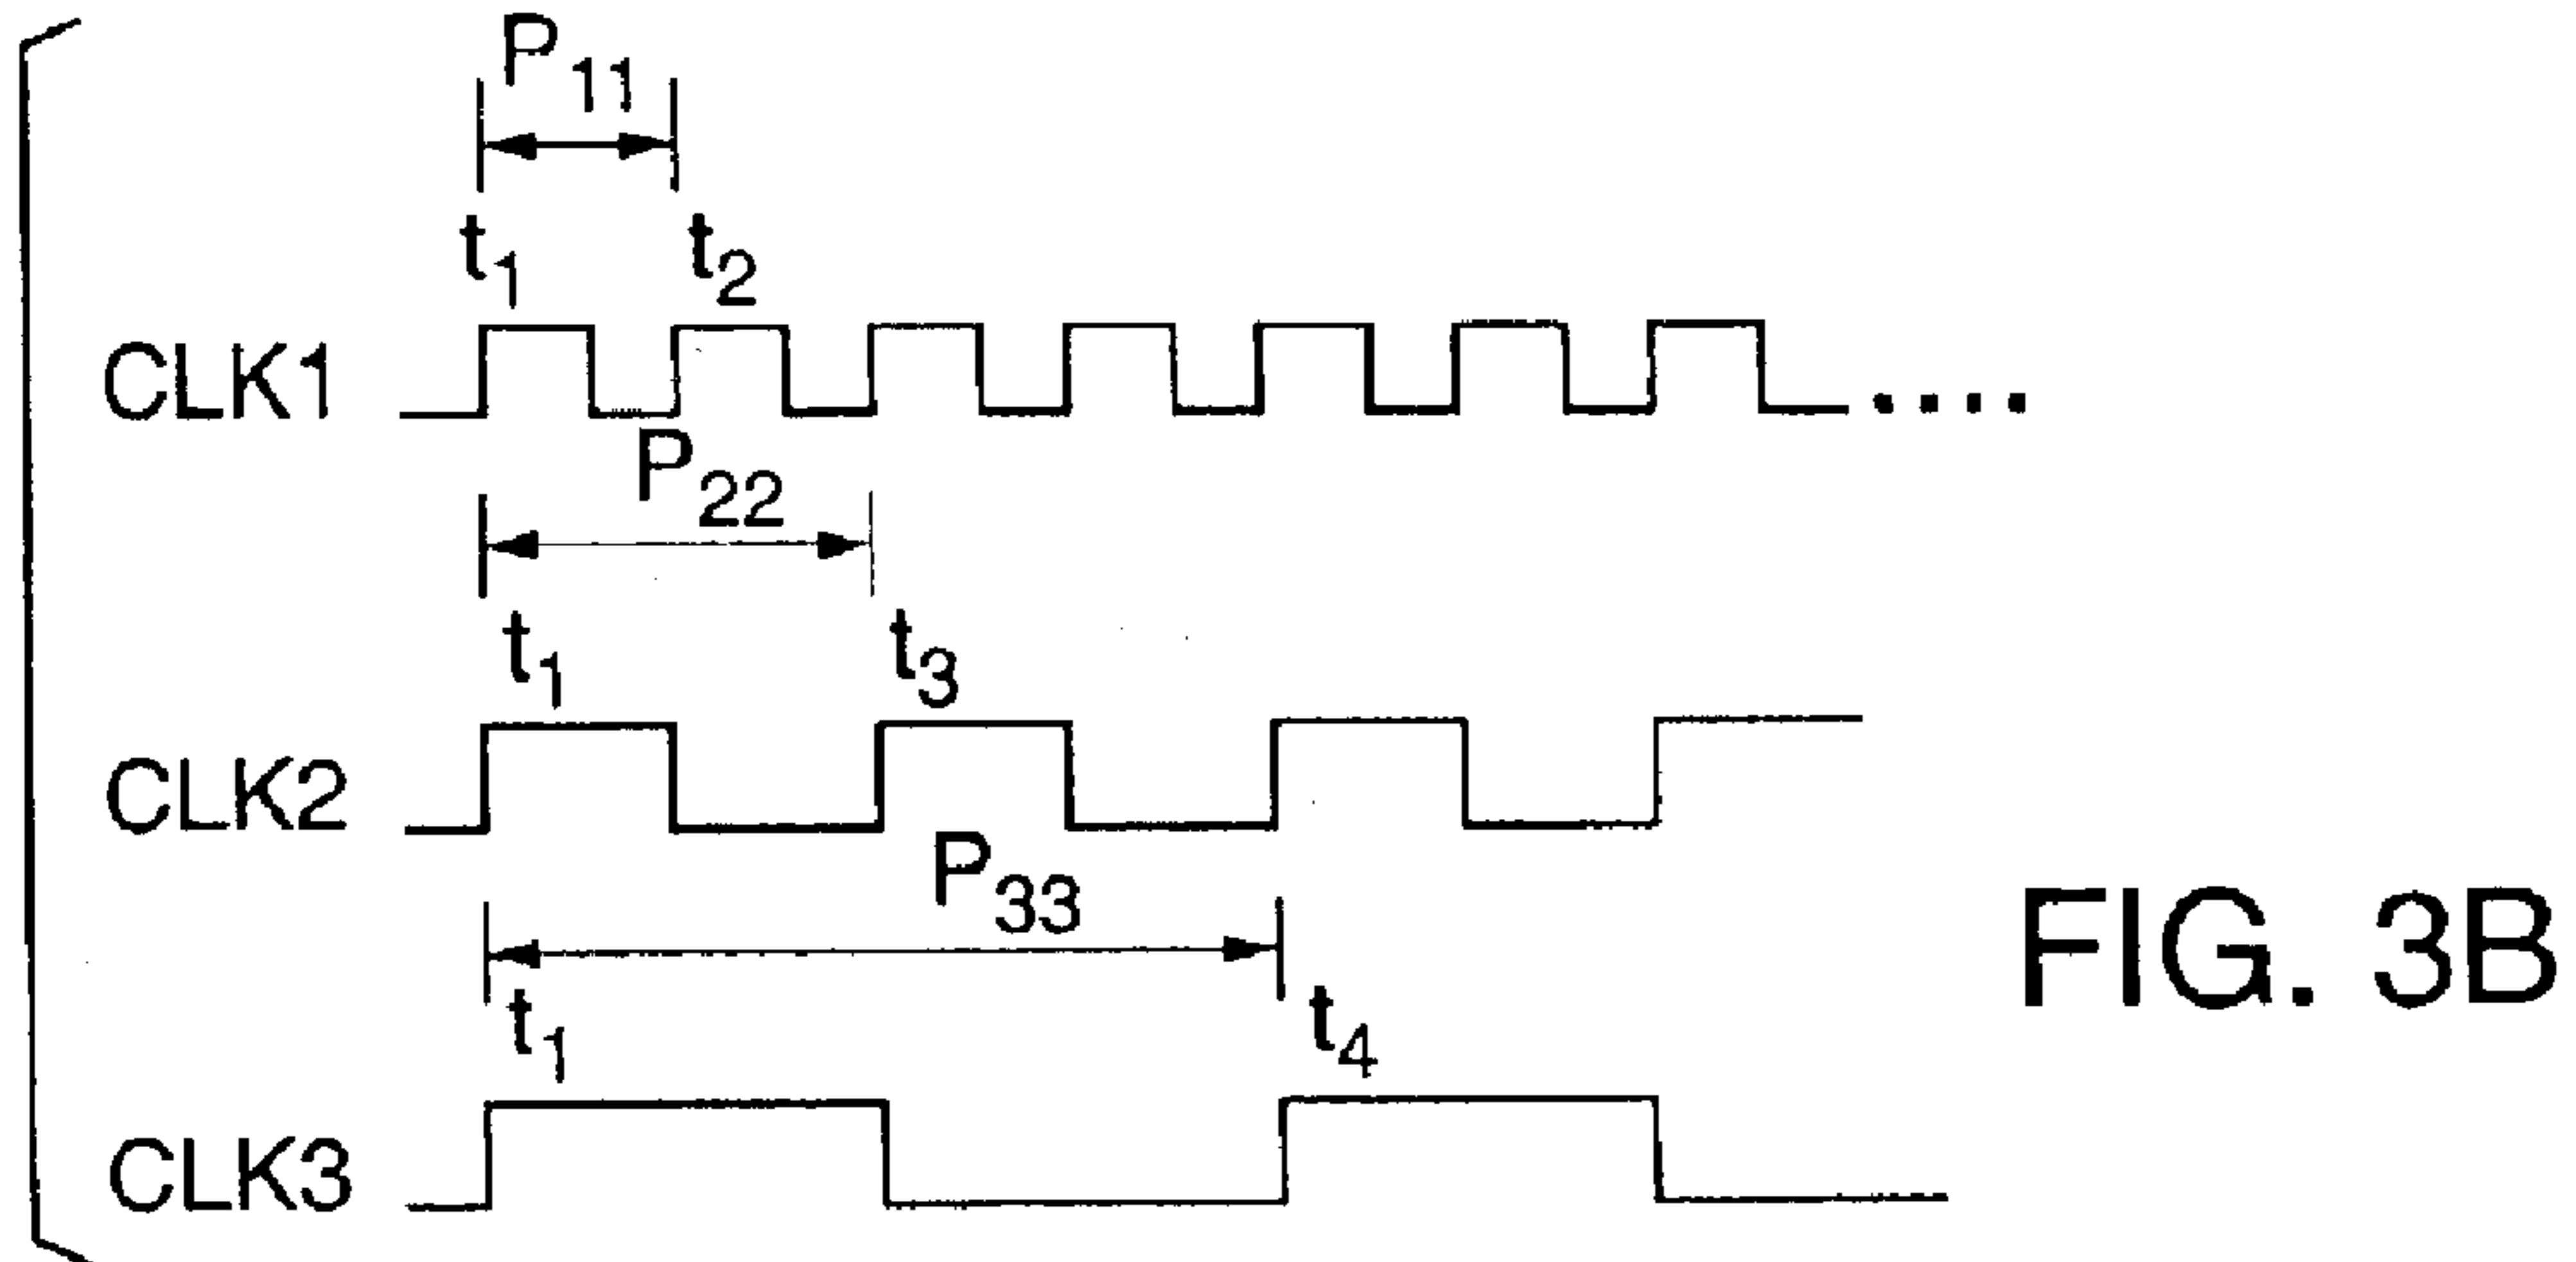 P11
t1 t2
CLK1 ....
P22
t1 t3
CLK2
P33
t1 t4
CLK3
FIG. 3B